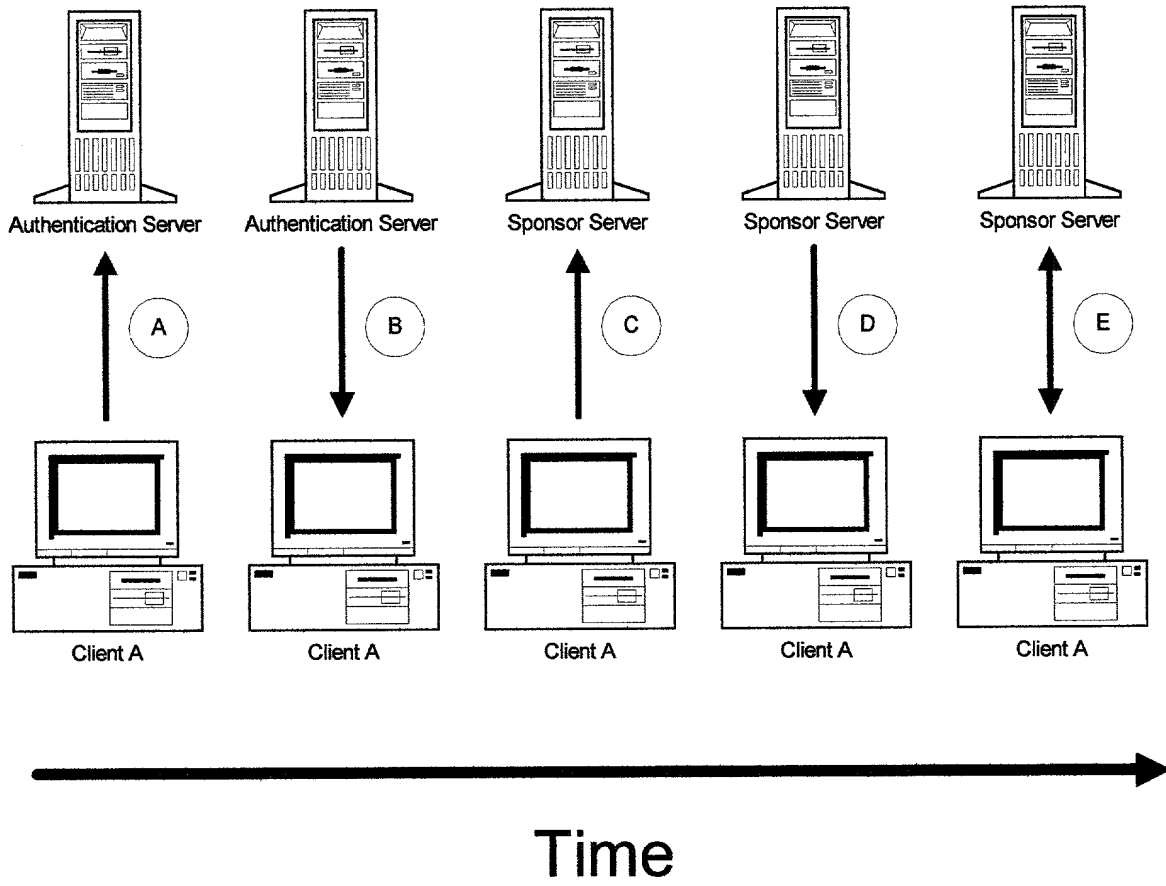 Authentication Server
Authentication Server
Sponsor Server
Sponsor Server
Sponsor Server
A
B
C
D
E
Client A
Client A
Client A
Client A
Client A
Time